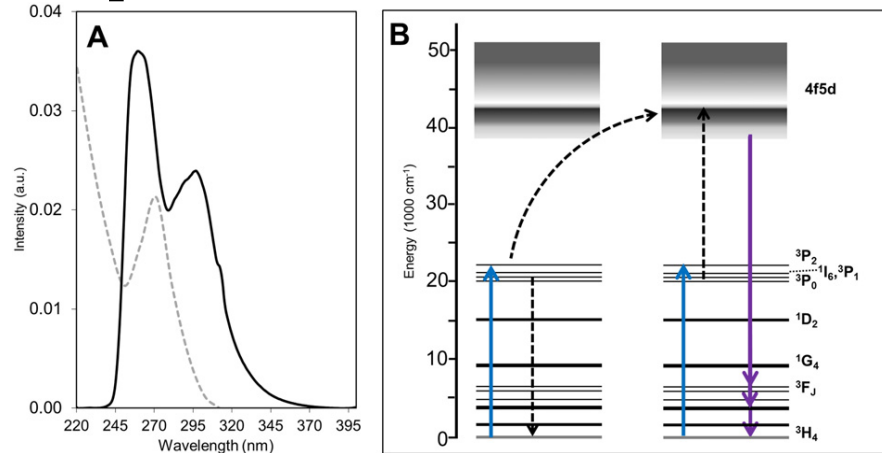 A
Intensity (a.u.)
0.04
0.03
0.02
0.01
0.00
220 245 270 295 320 345 370 395
Wavelength (nm)
B
Energy (1000 cm⁻¹)
50
40
30
20
10
0
4f5d
³P₂
¹I₆,³P₁
³P₀
¹D₂
¹G₄
³F_J
³H₄